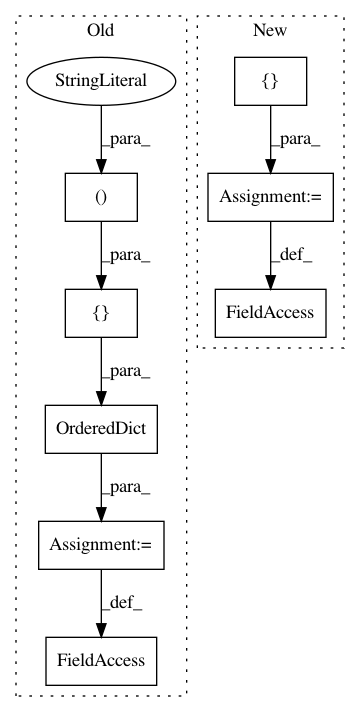 Old
New
StringLiteral
{}
_para_
_para_
()
Assignment:=
_para_
_def_
{}
FieldAccess
_para_
OrderedDict
_para_
Assignment:=
_def_
FieldAccess